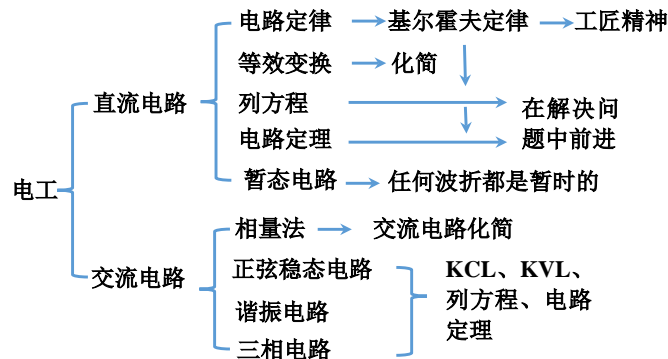 电路定律 基尔霍夫定律 工匠精神
等效变换 化简
直流电路
列方程
在解决问
题中前进
电路定理
暂态电路 任何波折都是暂时的
电工
相量法 交流电路化简
交流电路
正弦稳态电路
谐振电路
三相电路
KCL、KVL、
列方程、电路
定理